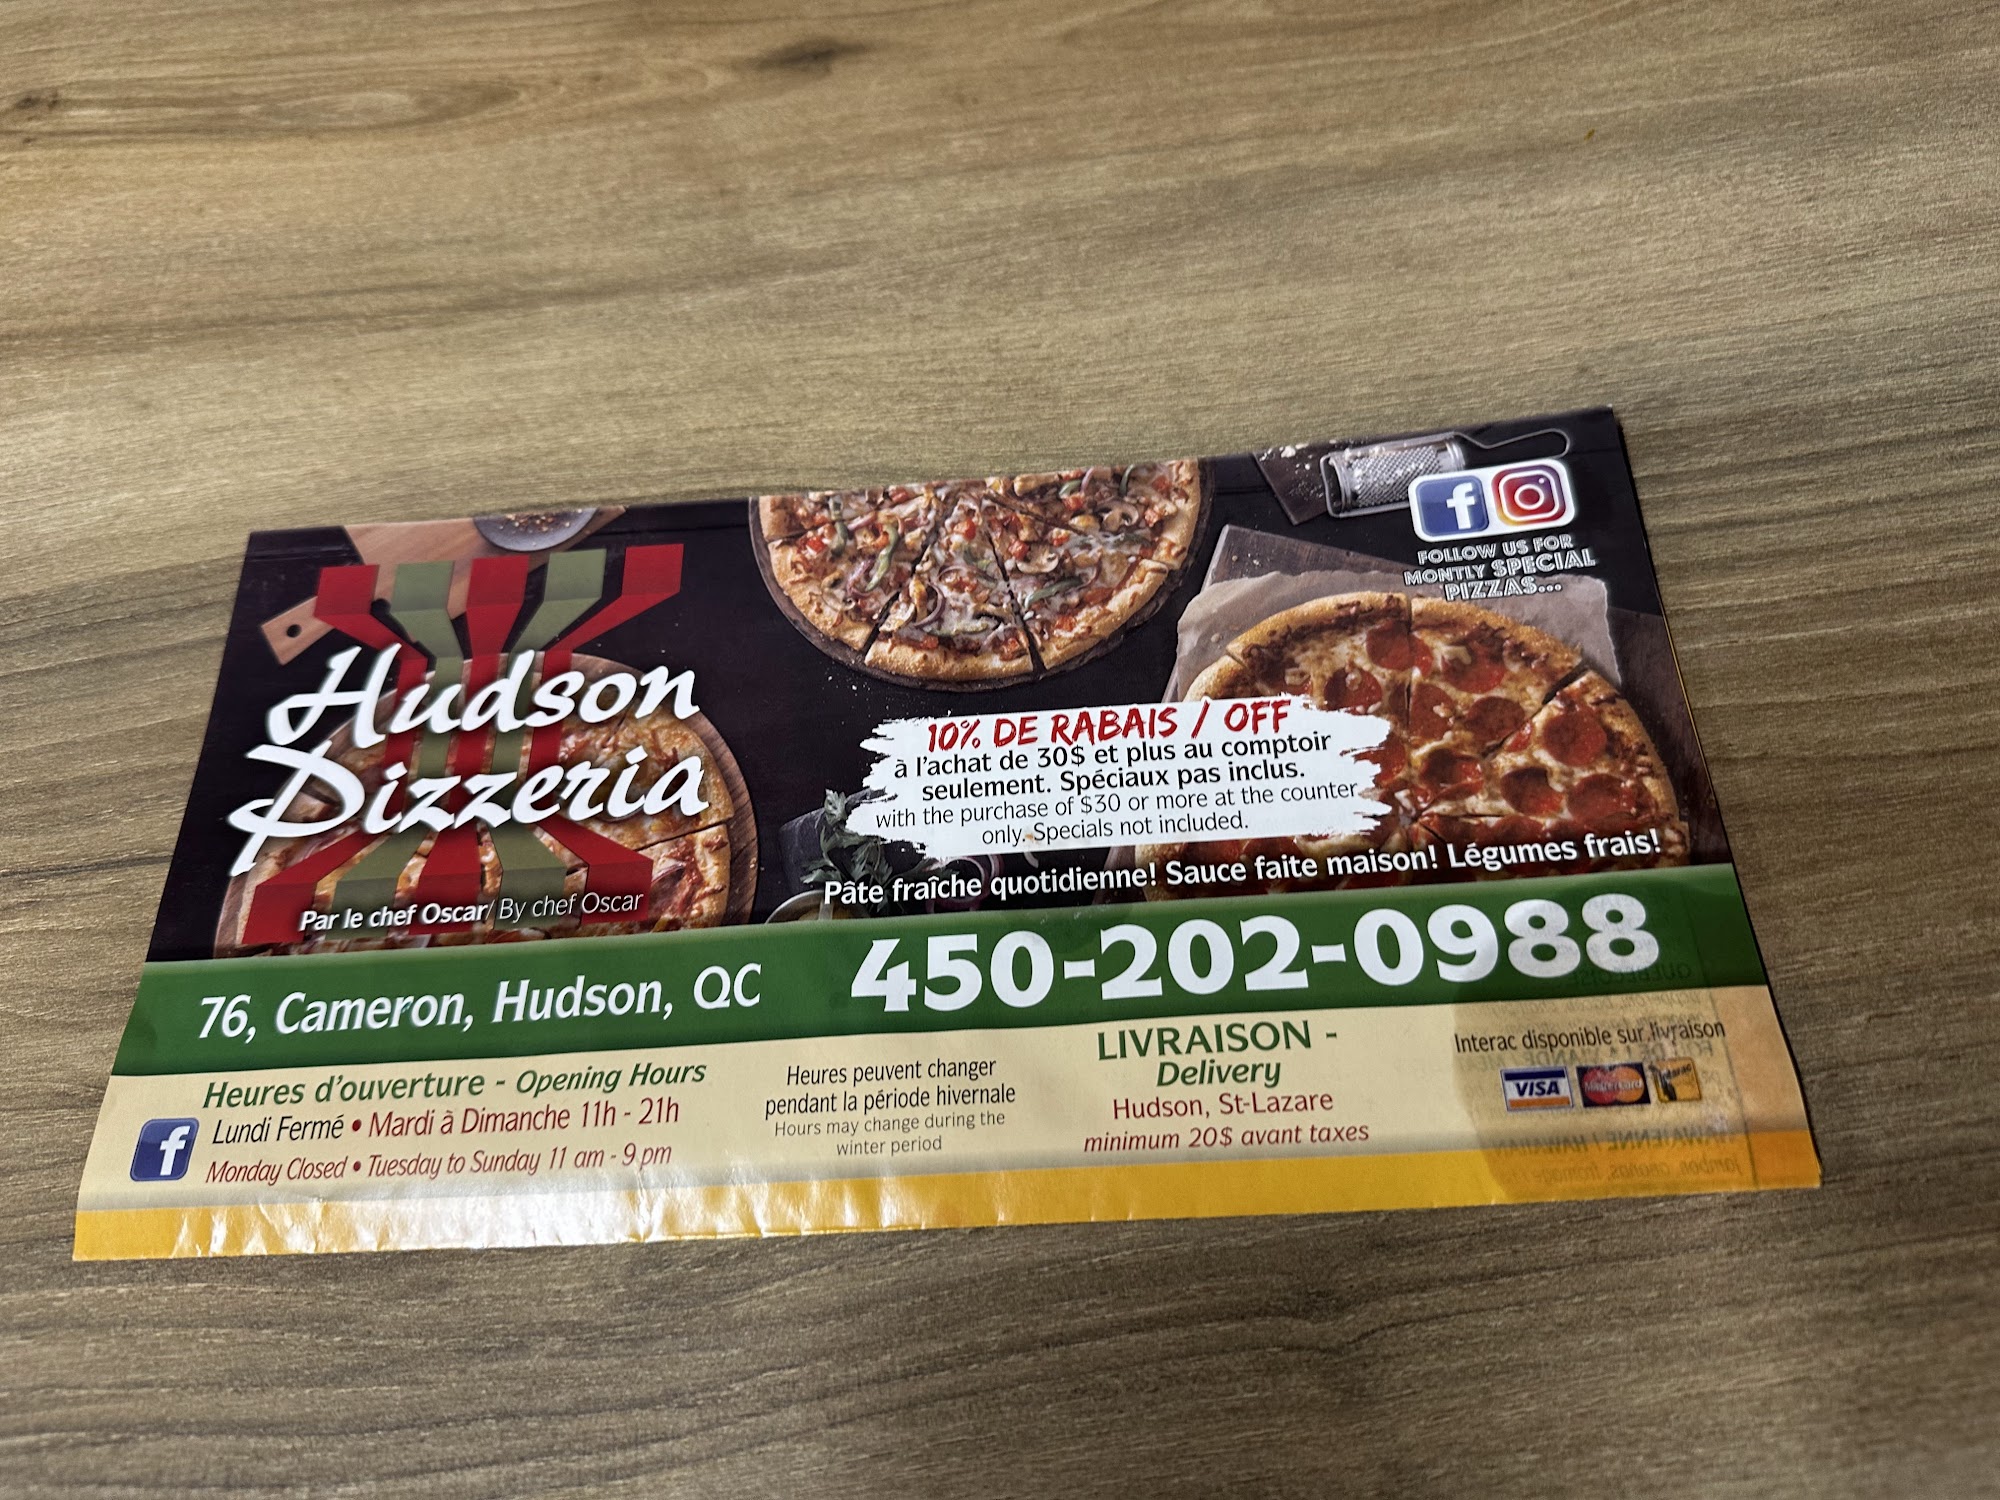 FOLLOW US FOR
MONTLY SPECIAL
PIZZAS...
Hudson
Pizzeria
Par le chef Oscar/ By chef Oscar
10% DE RABAIS / OFF
à l'achat de 30$ et plus au comptoir
seulement. Spéciaux pas inclus.
with the purchase of $30 or more at the counter
only. Specials not included.
Pâte fraîche quotidienne! Sauce faite maison! Légumes frais!
76, Cameron, Hudson, QC
450-202-0988
Heures d'ouverture - Opening Hours
Lundi Fermé • Mardi à Dimanche 11h - 21h
Monday Closed • Tuesday to Sunday 11 am - 9 pm
Heures peuvent changer
pendant la période hivernale
Hours may change during the
winter period
LIVRAISON -
Delivery
Hudson, St-Lazare
minimum 20$ avant taxes
Interac disponible sur livraison
VISA
MasterCard